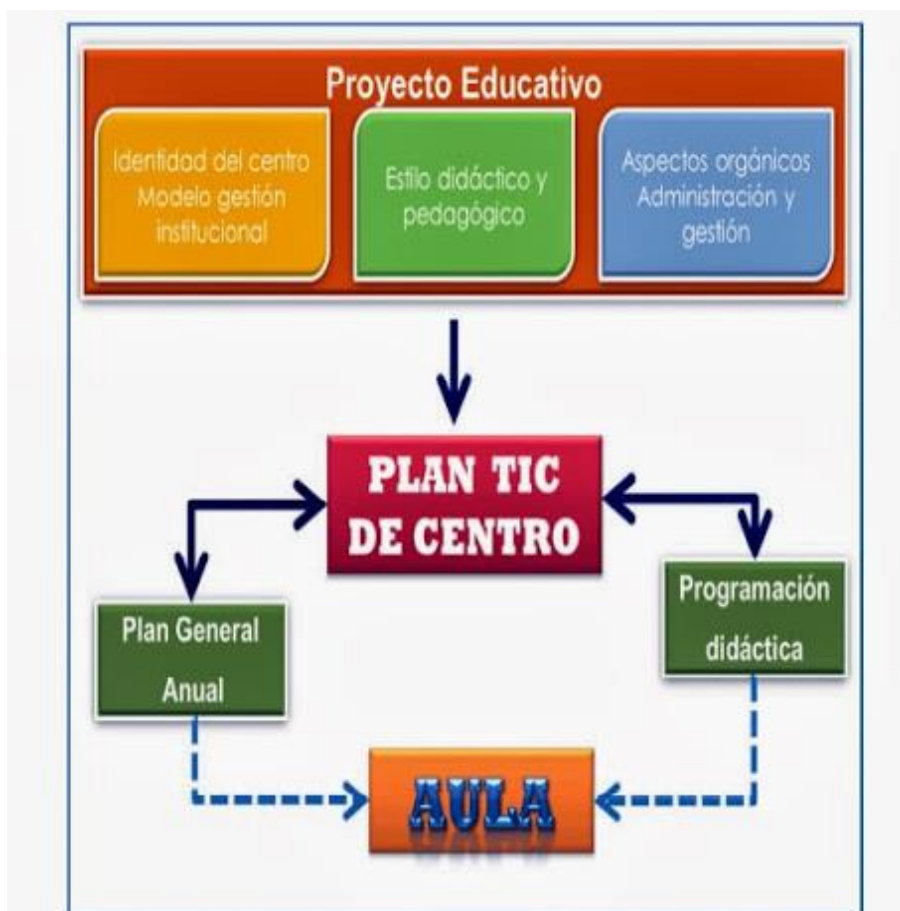 Proyecto Educativo
Identidad del centro
Modelo gestión
institucional
Estilo didáctico y
pedagógico
Aspectos orgánicos
Administración y
gestión
PLAN TIC
DE CENTRO
Plan General
Anual
Programación
didáctica
AULA